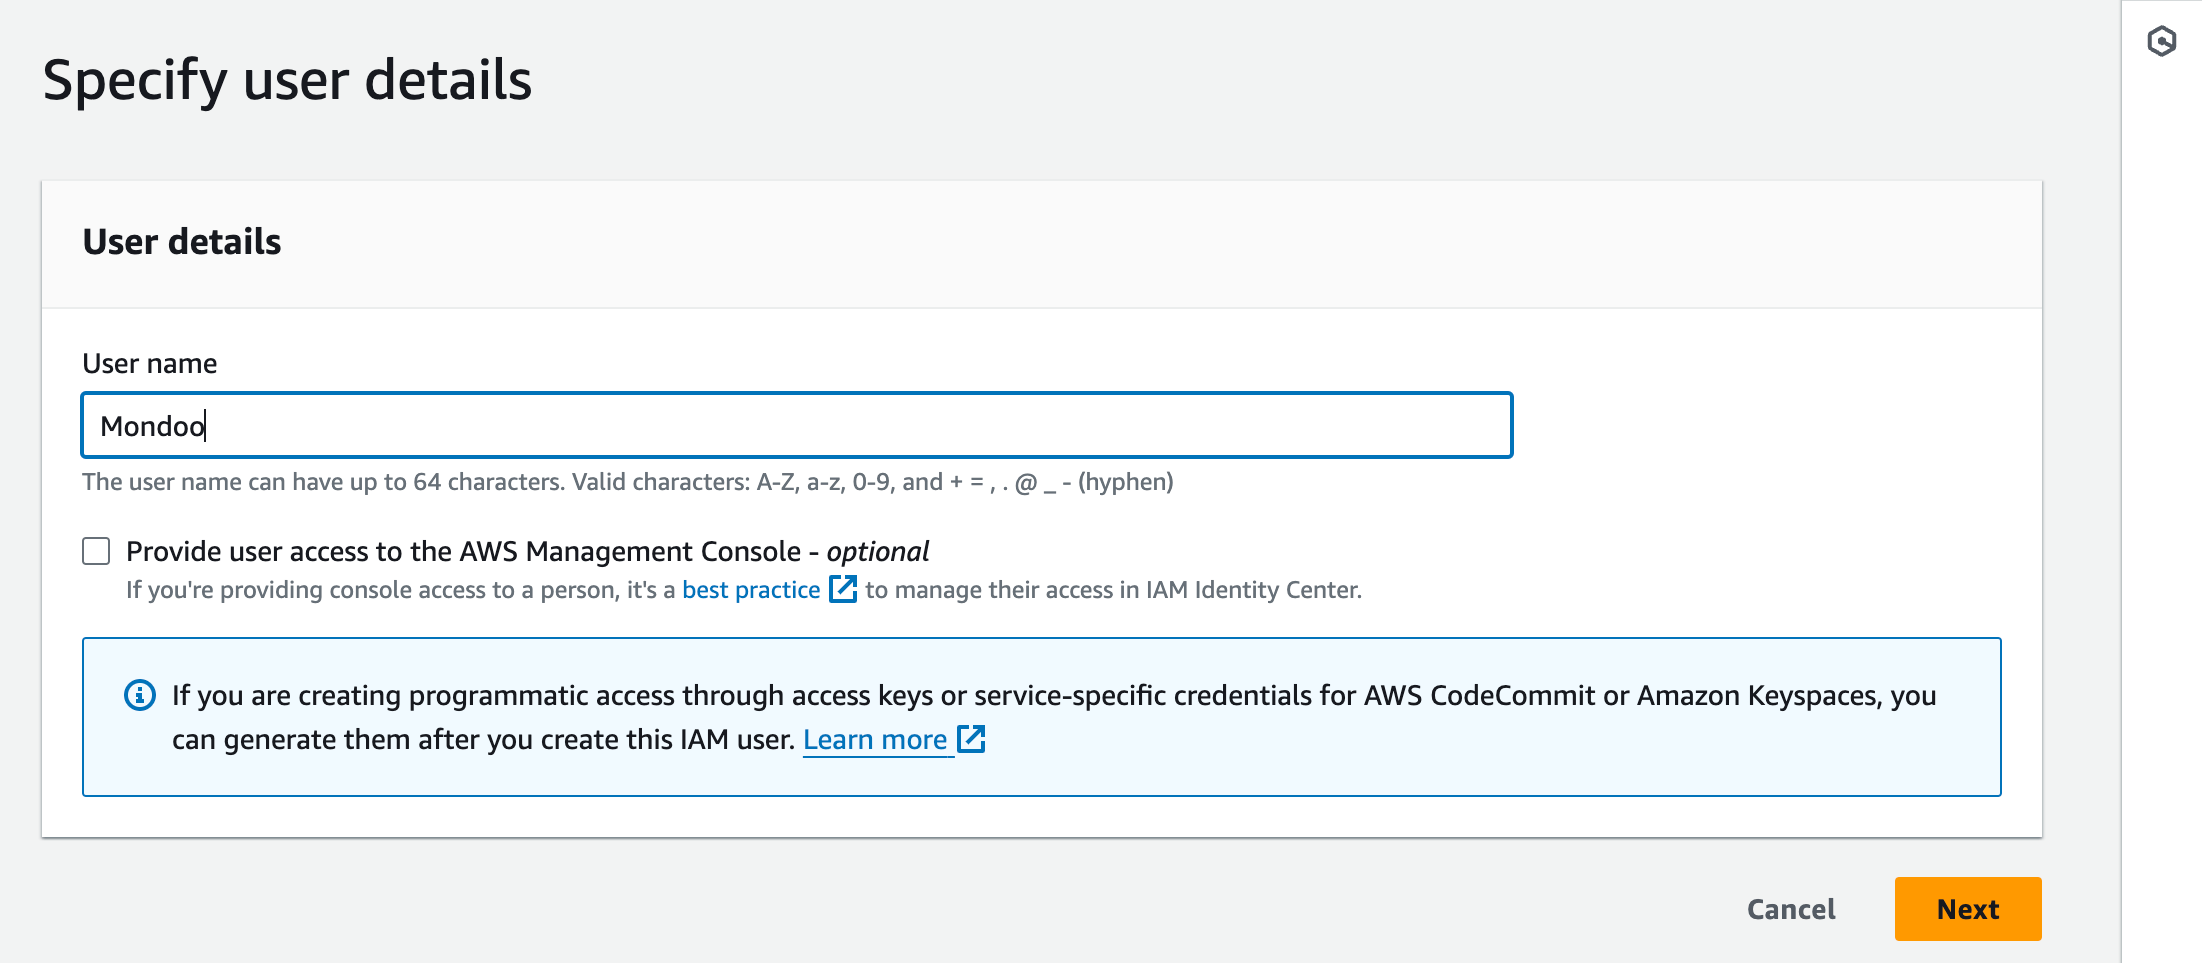 Specify user details
User details
User name
Mondoo
The user name can have up to 64 characters. Valid characters: A-Z, a-z, 0-9, and + = , . @ _ - (hyphen)
Provide user access to the AWS Management Console - optional
If you're providing console access to a person, it's a best practice to manage their access in IAM Identity Center.
If you are creating programmatic access through access keys or service-specific credentials for AWS CodeCommit or Amazon Keyspaces, you
can generate them after you create this IAM user. Learn more
Cancel
Next